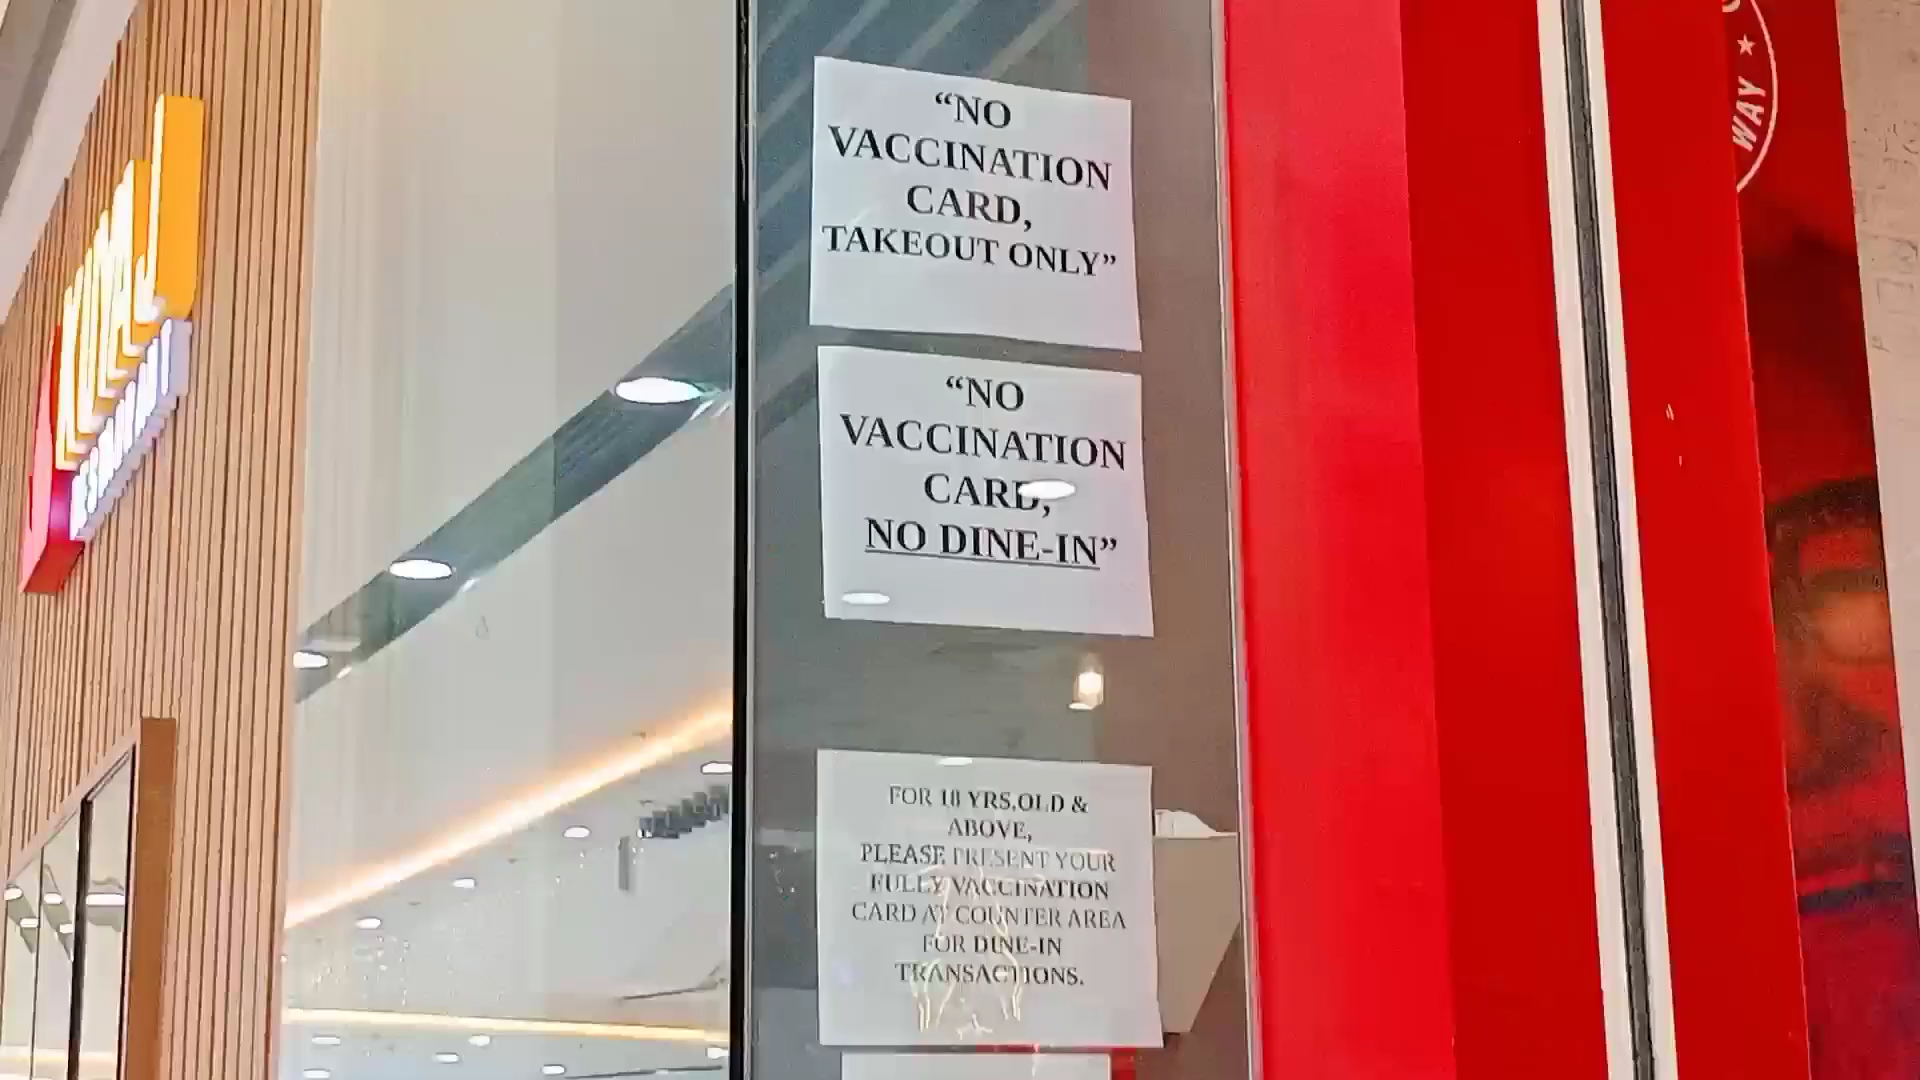 “NO
VACCINATION
CARD,
TAKEOUT ONLY”
“NO
VACCINATION
CARD,
NO DINE-IN”
FOR 18 YRS.OLD &
ABOVE,
PLEASE PRESENT YOUR
FULLY VACCINATION
CARD AT COUNTER AREA
FOR DINE-IN
TRANSACTIONS.
WAY ★